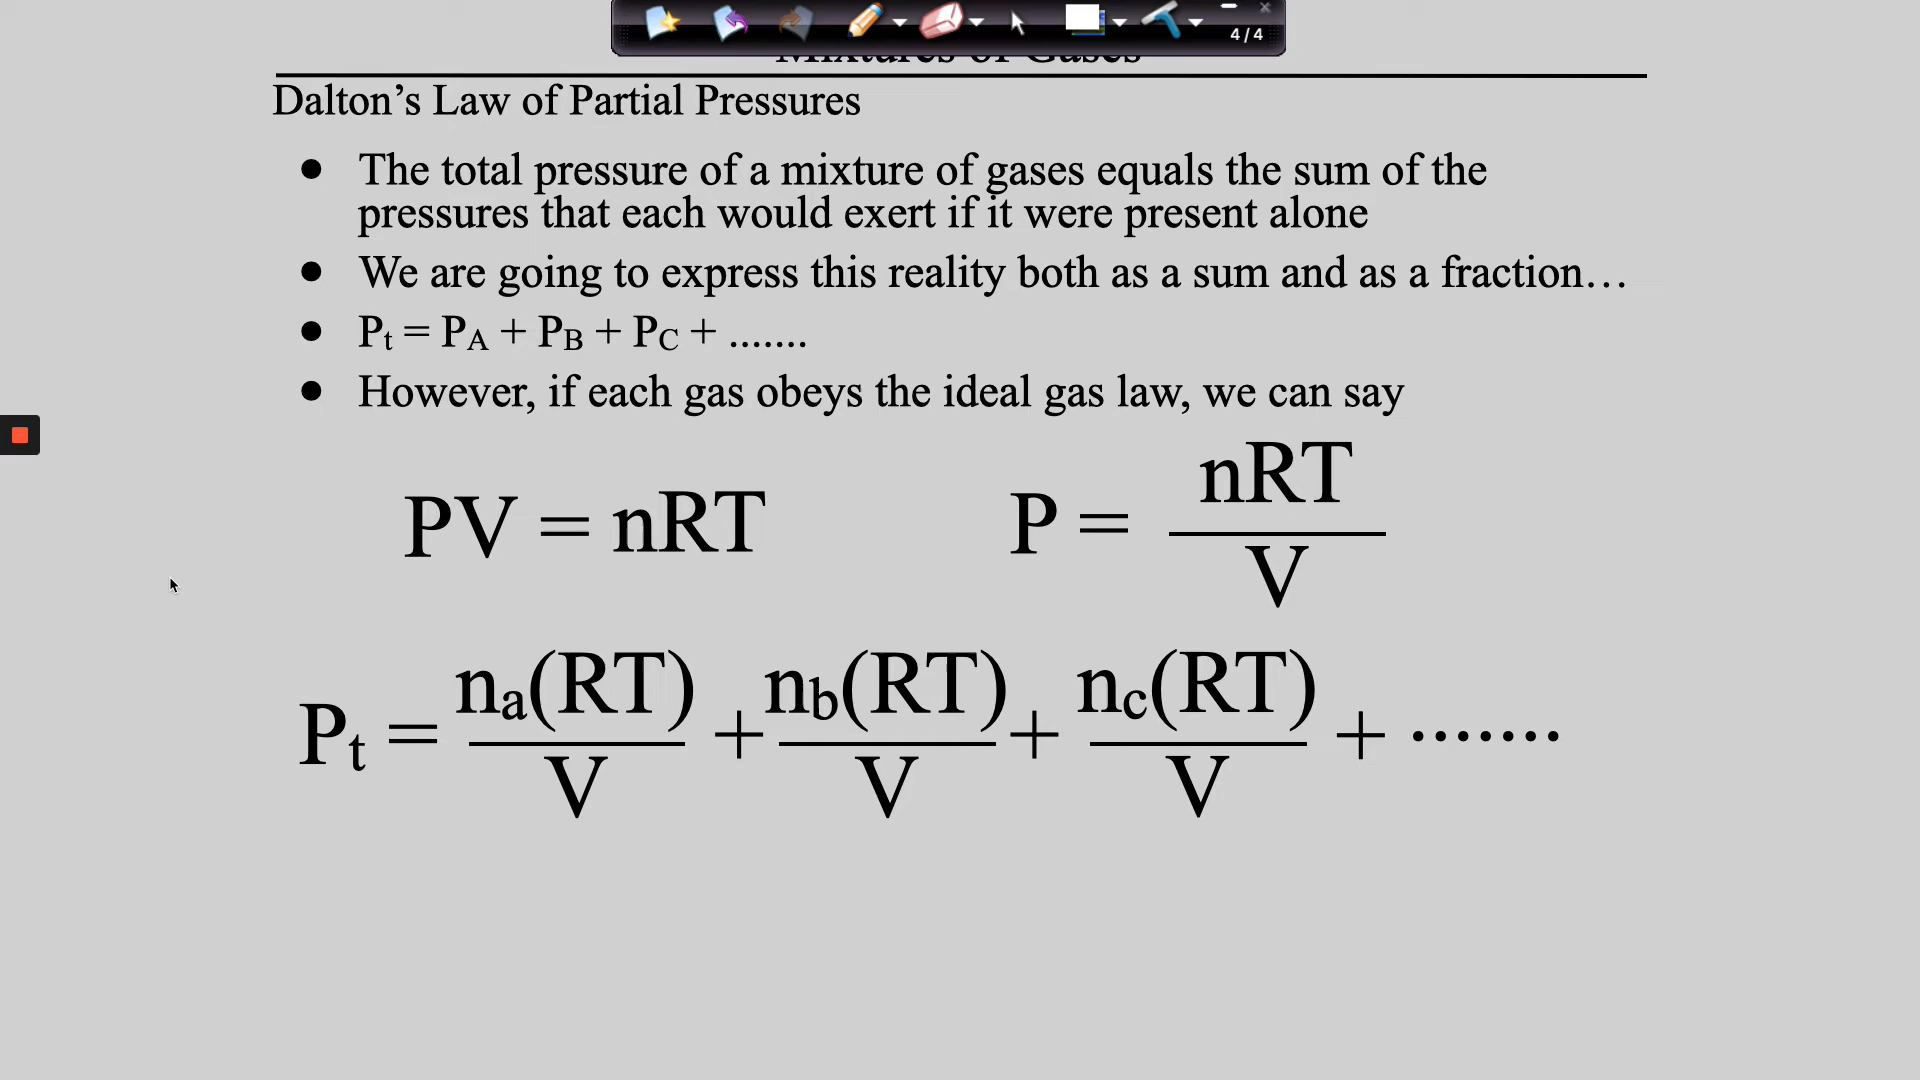 4 / 4
Mixtures of Gases
Dalton’s Law of Partial Pressures
● The total pressure of a mixture of gases equals the sum of the
pressures that each would exert if it were present alone
● We are going to express this reality both as a sum and as a fraction…
● Pt = PA + PB + PC + .......
● However, if each gas obeys the ideal gas law, we can say
PV = nRT P = nRT / V
Pt = na(RT) / V + nb(RT) / V + nc(RT) / V + .......